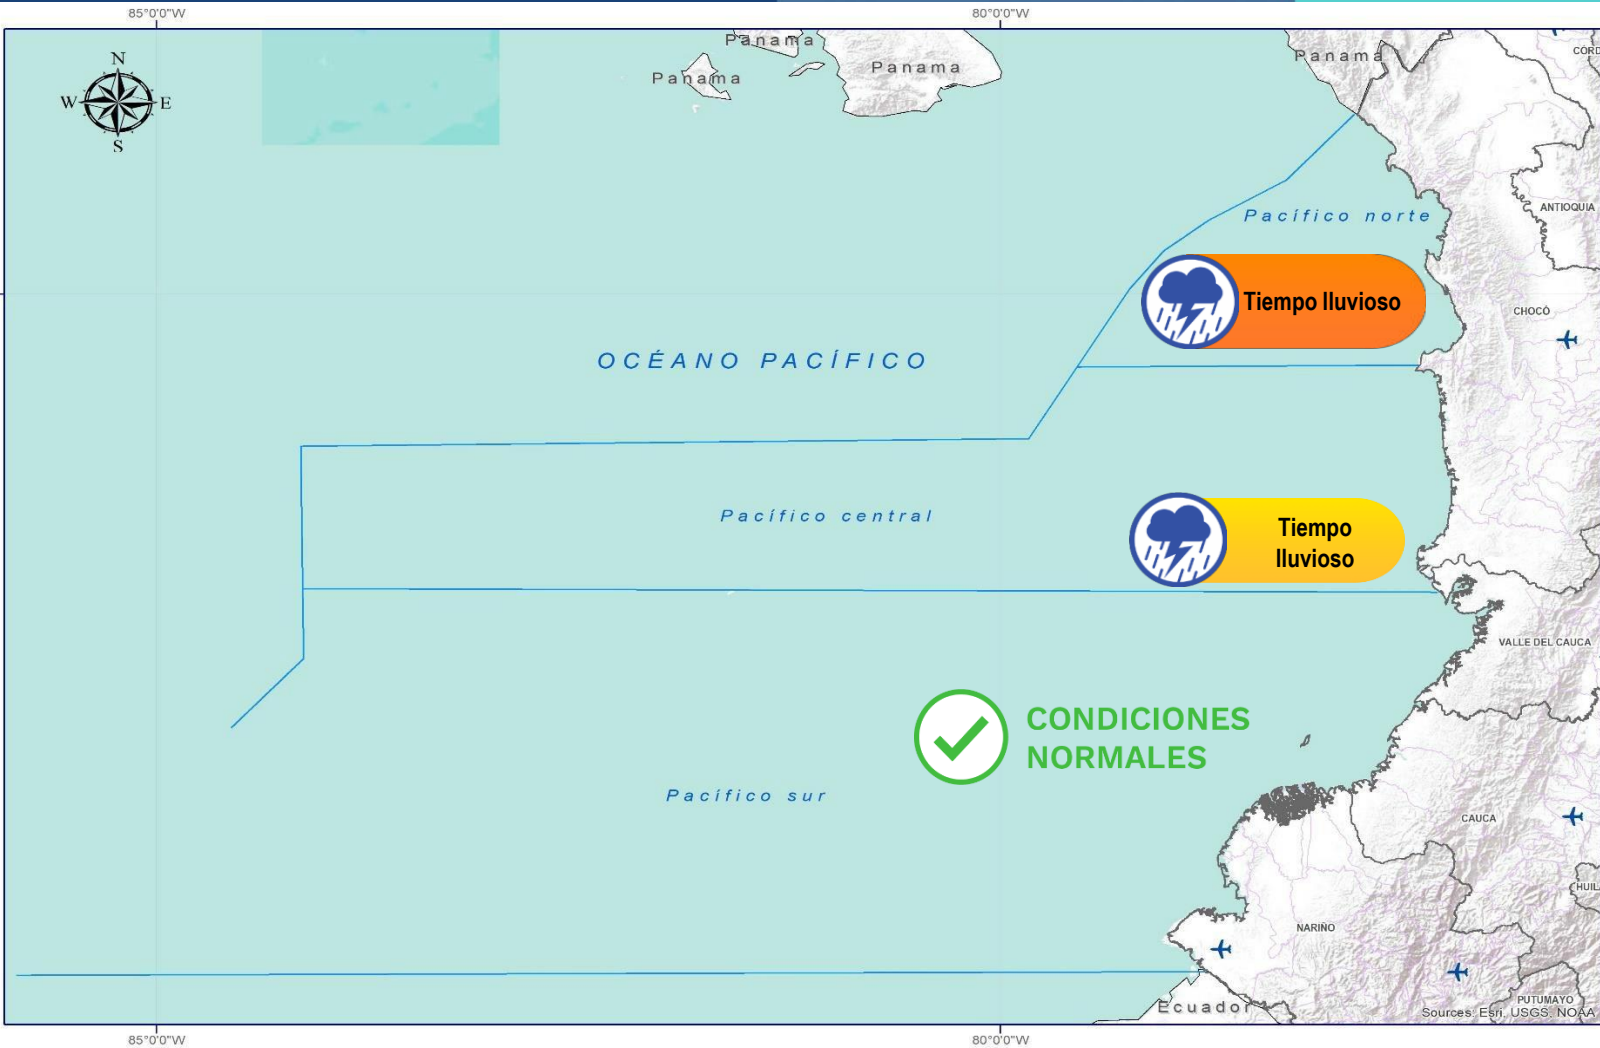 85°0'0"W
80°0'0"W
N
W
E
S
Panama
Panama
Panama
Panama
ANTIOQUIA
Pacífico norte
Tiempo lluvioso
CHOCÓ
OCÉANO PACÍFICO
Pacífico central
Tiempo
lluvioso
VALLE DEL CAUCA
CONDICIONES
NORMALES
Pacífico sur
CAUCA
NARIÑO
PUTUMAYO
Ecuador
Sources: Esri, USGS, NOAA
85°0'0"W
80°0'0"W